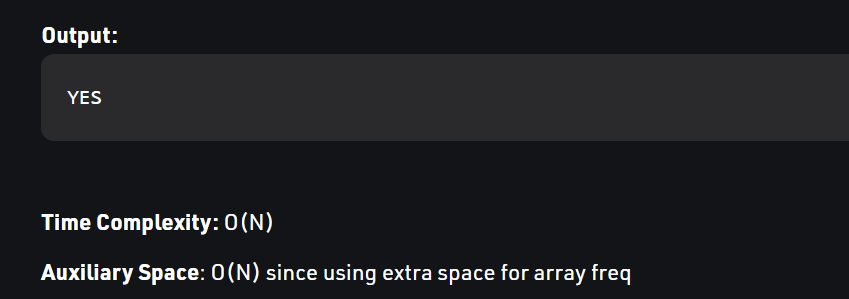 Output:
YES
Time Complexity: O(N)
Auxiliary Space: O(N) since using extra space for array freq